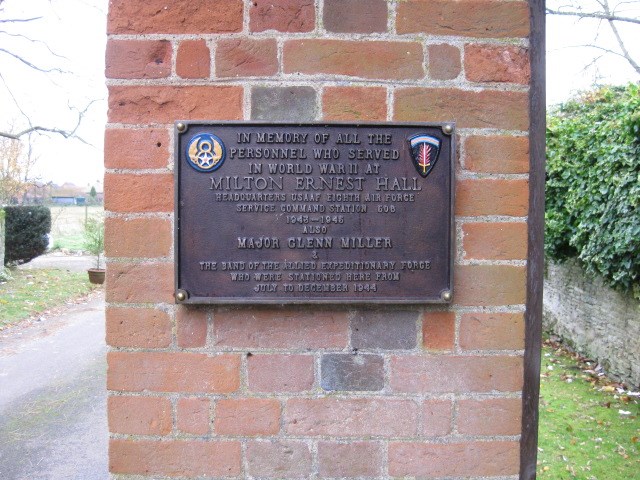 IN MEMORY OF ALL THE
PERSONNEL WHO SERVED
IN WORLD WAR II AT
MILTON ERNEST HALL
HEADQUARTERS USAAF EIGHTH AIR FORCE
SERVICE COMMAND STATION 506
1943-1945
ALSO
MAJOR GLENN MILLER
&
THE BAND OF THE ALLIED EXPEDITIONARY FORCE
WHO WERE STATIONED HERE FROM
JULY TO DECEMBER 1944
8